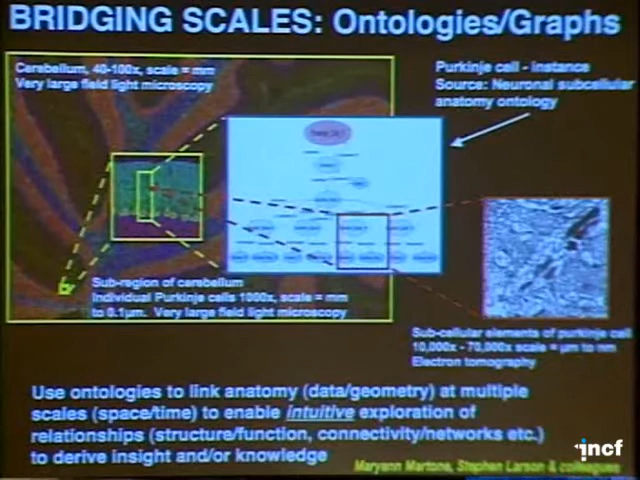 BRIDGING SCALES: Ontologies/Graphs
Cerebellum, 40-100x, scale = mm
Very large field light microscopy
Purkinje cell - instance
Source: Neuronal subcellular
anatomy ontology
Sub-region of cerebellum
Individual Purkinje cells 1000x, scale = mm
to 0.1µm. Very large field light microscopy
Sub-cellular elements of purkinje cell
10,000x - 70,000x scale = µm to nm
Electron tomography
Use ontologies to link anatomy (data/geometry) at multiple
scales (space/time) to enable intuitive exploration of
relationships (structure/function, connectivity/networks etc.)
to derive insight and/or knowledge
incf
Maryann Martone, Stephen Larson & colleagues